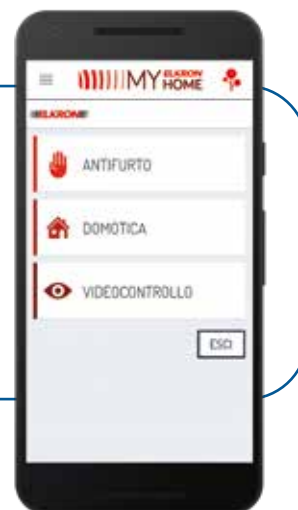 MY ELKRON HOME
ELKRON
ANTIFURTO
DOMOTICA
VIDEOCONTROLLO
ESCI